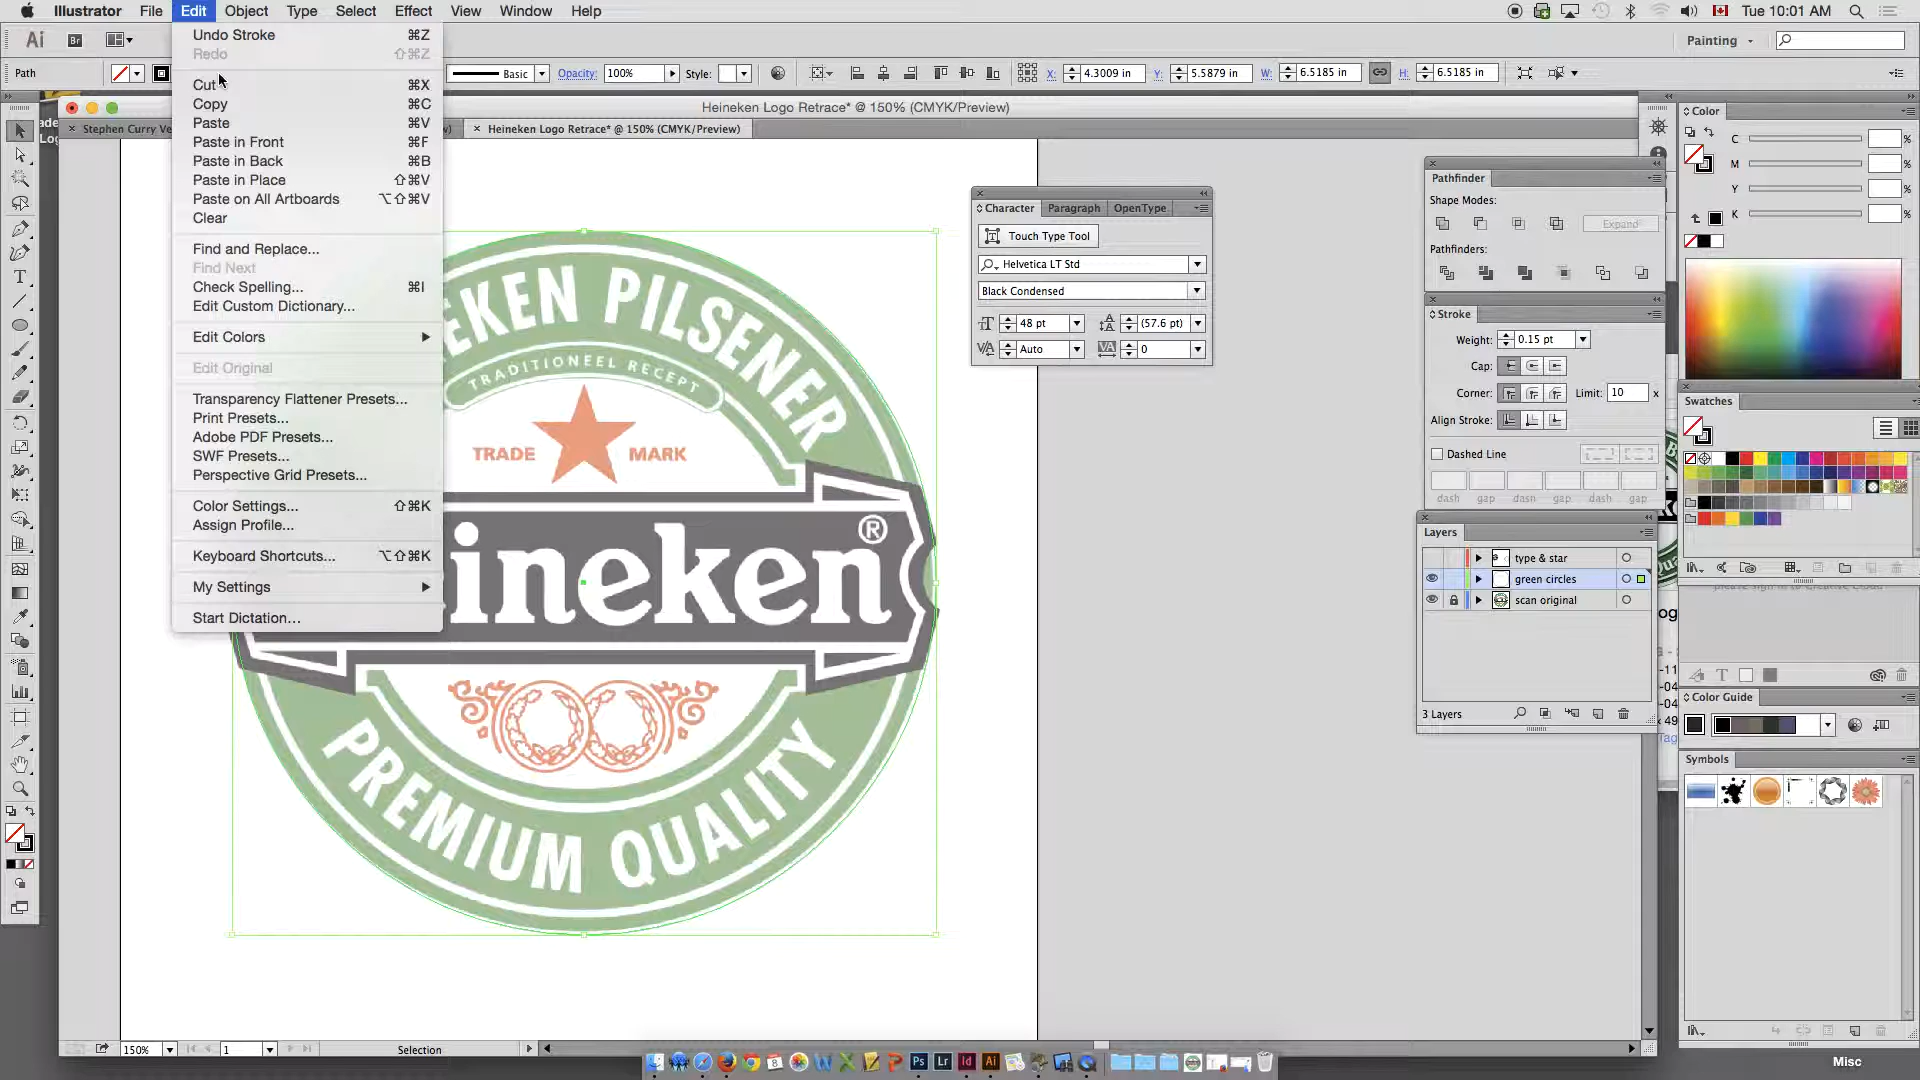 Illustrator File Edit Object Type Select Effect View Window Help
Tue 10:01 AM
Ai Br
Painting
Path
Basic Opacity: 100% Style: X: 4.3009 in Y: 5.5879 in W: 6.5185 in H: 6.5185 in
Heineken Logo Retrace* @ 150% (CMYK/Preview)
Stephen Curry Ve
Heineken Logo Retrace* @ 150% (CMYK/Preview)
Undo Stroke ⌘Z
Redo ⇧⌘Z
Cut ⌘X
Copy ⌘C
Paste ⌘V
Paste in Front ⌘F
Paste in Back ⌘B
Paste in Place ⇧⌘V
Paste on All Artboards ⌥⇧⌘V
Clear
Find and Replace...
Find Next
Check Spelling... ⌘I
Edit Custom Dictionary...
Edit Colors
Edit Original
Transparency Flattener Presets...
Print Presets...
Adobe PDF Presets...
SWF Presets...
Perspective Grid Presets...
Color Settings... ⇧⌘K
Assign Profile...
Keyboard Shortcuts... ⌥⇧⌘K
My Settings
Start Dictation...
EKEN PILSENER
TRADITIONEEL RECEPT
TRADE MARK
ineken ®
PREMIUM QUALITY
Character Paragraph OpenType
Touch Type Tool
Helvetica LT Std
Black Condensed
48 pt (57.6 pt)
Auto 0
Pathfinder
Shape Modes:
Expand
Pathfinders:
Stroke
Weight: 0.15 pt
Cap:
Corner: Limit: 10 x
Align Stroke:
Dashed Line
dash gap dash gap dash gap
Layers
type & star
green circles
scan original
3 Layers
Color
C %
M %
Y %
K %
Swatches
Color Guide
Symbols
150% 1 Selection
Misc